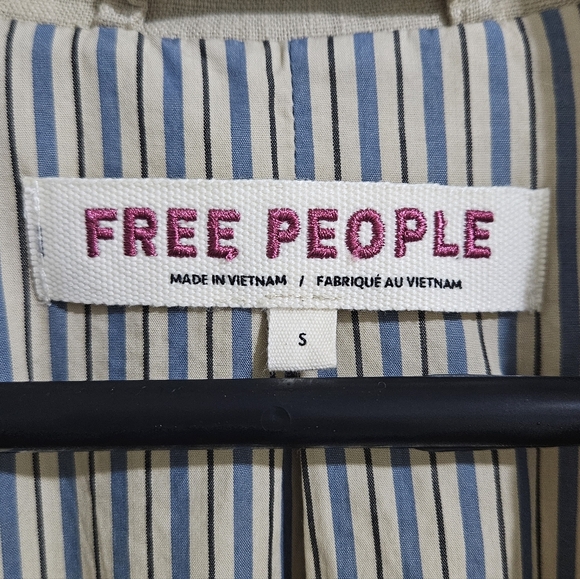 FREE PEOPLE
MADE IN VIETNAM / FABRIQUÉ AU VIETNAM
S